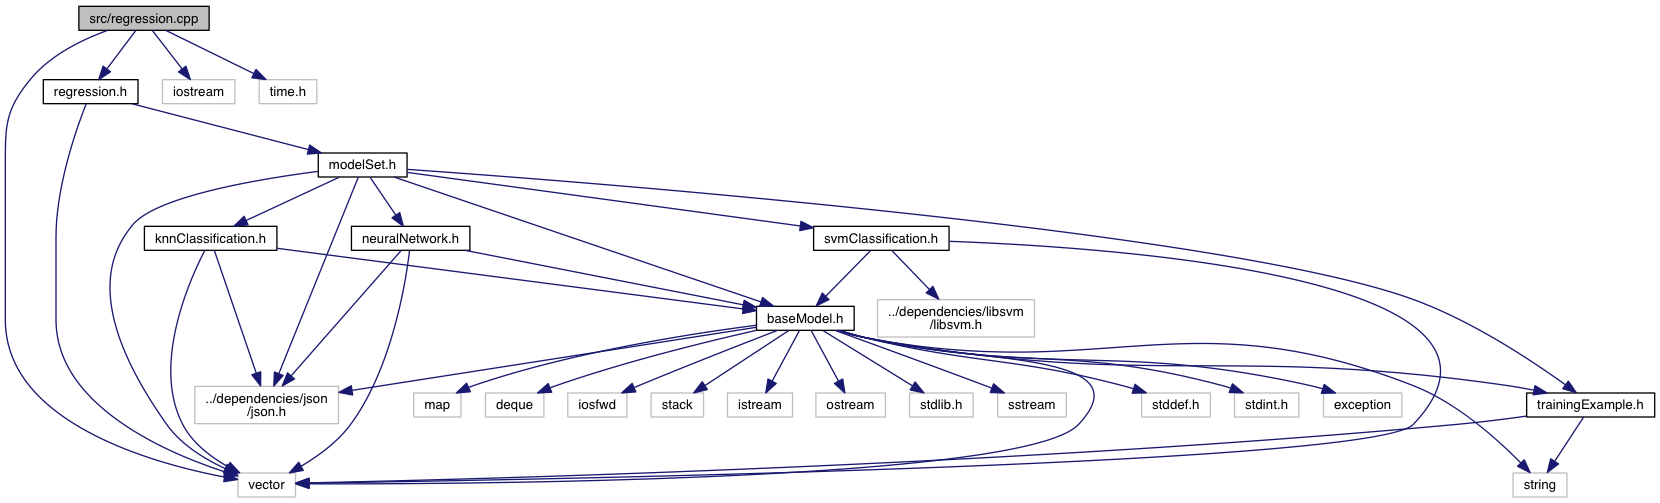 src/regression.cpp
regression.h
iostream
time.h
modelSet.h
knnClassification.h
neuralNetwork.h
svmClassification.h
baseModel.h
../dependencies/libsvm
/libsvm.h
../dependencies/json
/json.h
map
deque
iosfwd
stack
istream
ostream
stdlib.h
sstream
stddef.h
stdint.h
exception
trainingExample.h
vector
string